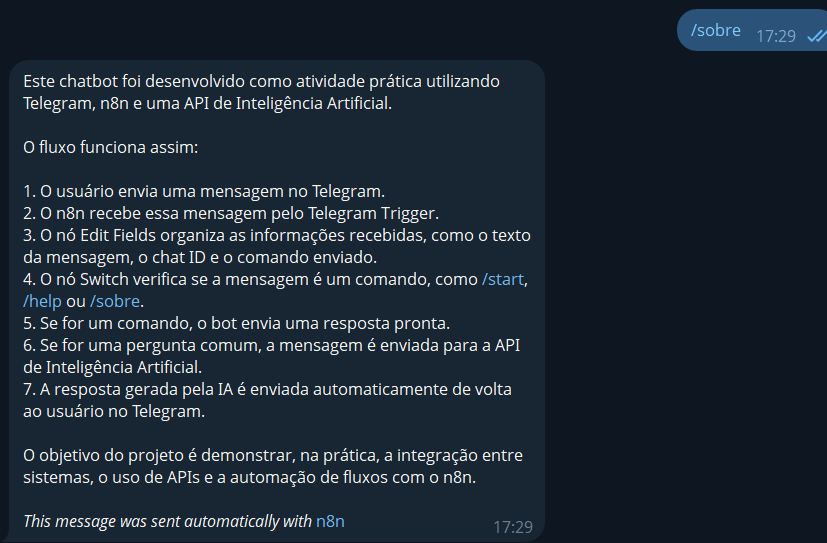 /sobre 17:29
Este chatbot foi desenvolvido como atividade prática utilizando
Telegram, n8n e uma API de Inteligência Artificial.
O fluxo funciona assim:
1. O usuário envia uma mensagem no Telegram.
2. O n8n recebe essa mensagem pelo Telegram Trigger.
3. O nó Edit Fields organiza as informações recebidas, como o texto
da mensagem, o chat ID e o comando enviado.
4. O nó Switch verifica se a mensagem é um comando, como /start,
/help ou /sobre.
5. Se for um comando, o bot envia uma resposta pronta.
6. Se for uma pergunta comum, a mensagem é enviada para a API
de Inteligência Artificial.
7. A resposta gerada pela IA é enviada automaticamente de volta
ao usuário no Telegram.
O objetivo do projeto é demonstrar, na prática, a integração entre
sistemas, o uso de APIs e a automação de fluxos com o n8n.
This message was sent automatically with n8n
17:29